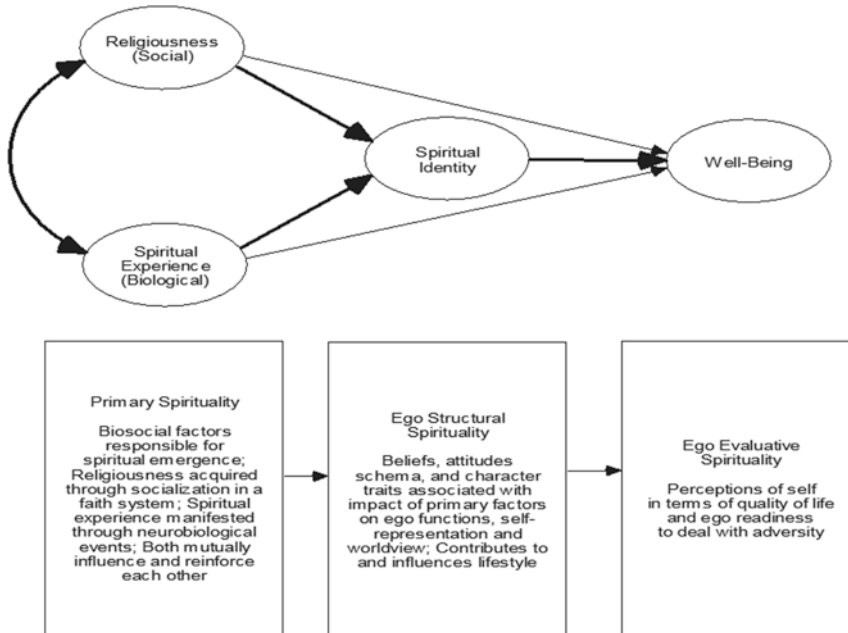 Religiousness
(Social)
Spiritual
Identity
Well-Being
Spiritual
Experience
(Biological)
Primary Spirituality
Biosocial factors
responsible for
spiritual emergence;
Religiousness acquired
through socialization in a
faith system; Spiritual
experience manifested
through neurobiological
events; Both mutually
influence and reinforce
each other
Ego Structural
Spirituality
Beliefs, attitudes
schema, and character
traits associated with
impact of primary factors
on ego functions, self-
representation and
worldview; Contributes to
and influences lifestyle
Ego Evaluative
Spirituality
Perceptions of self
in terms of quality of life
and ego readiness
to deal with adversity